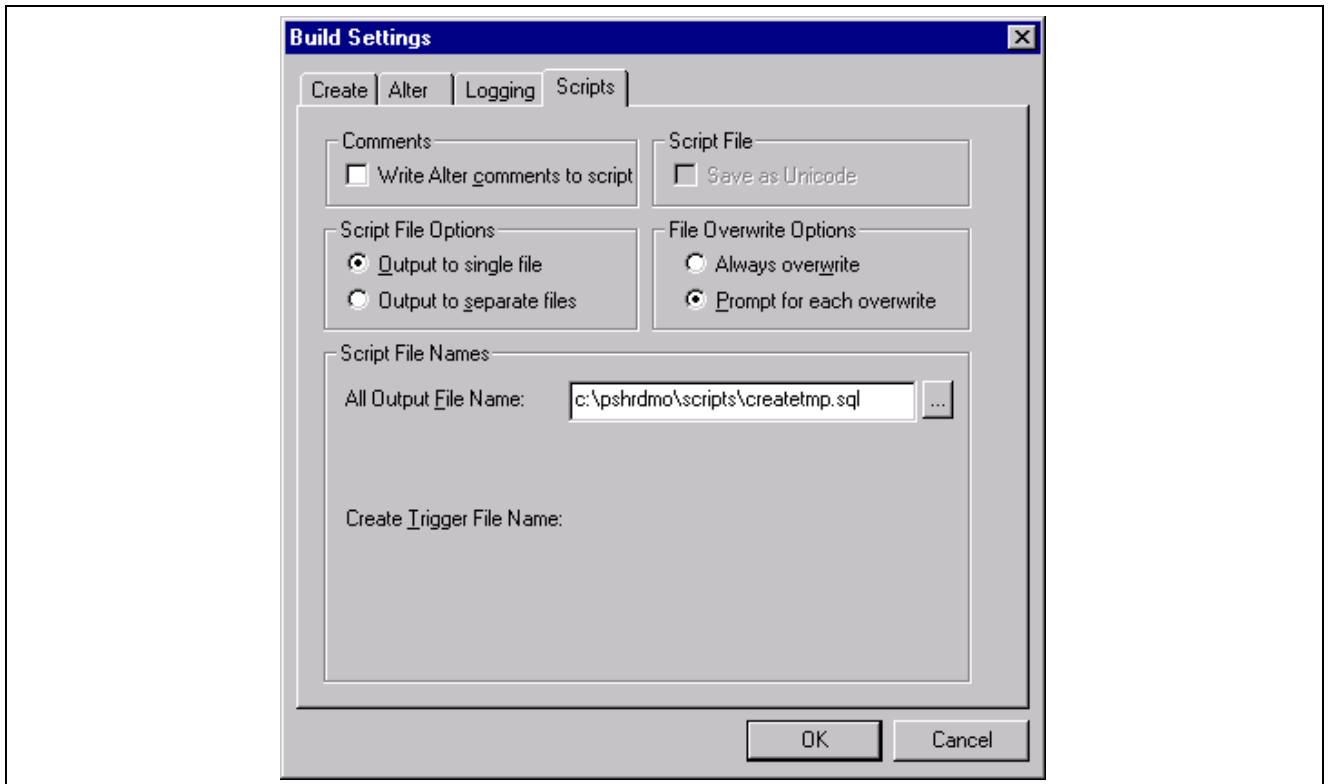 Build Settings
Create Alter Logging Scripts
Comments
Write Alter comments to script
Script File
Save as Unicode
Script File Options
Output to single file
Output to separate files
File Overwrite Options
Always overwrite
Prompt for each overwrite
Script File Names
All Output File Name: c:\pshrdmo\scripts\createtmp.sql ...
Create Trigger File Name:
OK Cancel